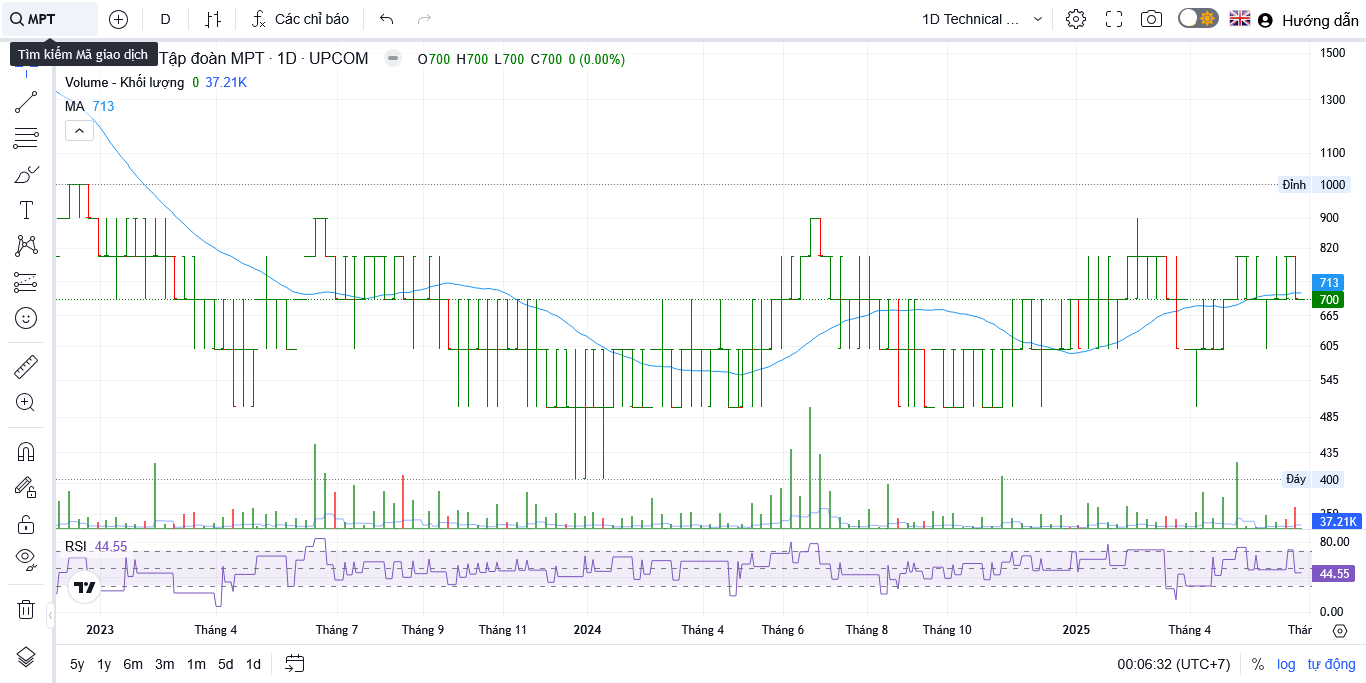 MPT D Các chỉ báo 1D Technical ... Hướng dẫn
Tìm kiếm Mã giao dịch
Tập đoàn MPT · 1D · UPCOM O700 H700 L700 C700 0 (0.00%)
Volume - Khối lượng 0 37.21K
MA 713
1500
1300
1100
Đỉnh 1000
900
820
713
700
665
605
545
485
435
Đáy 400
37.21K
RSI 44.55
80.00
44.55
0.00
2023 Tháng 4 Tháng 7 Tháng 9 Tháng 11 2024 Tháng 4 Tháng 6 Tháng 8 Tháng 10 2025 Tháng 4 Thár
5y 1y 6m 3m 1m 5d 1d 00:06:32 (UTC+7) % log tự động